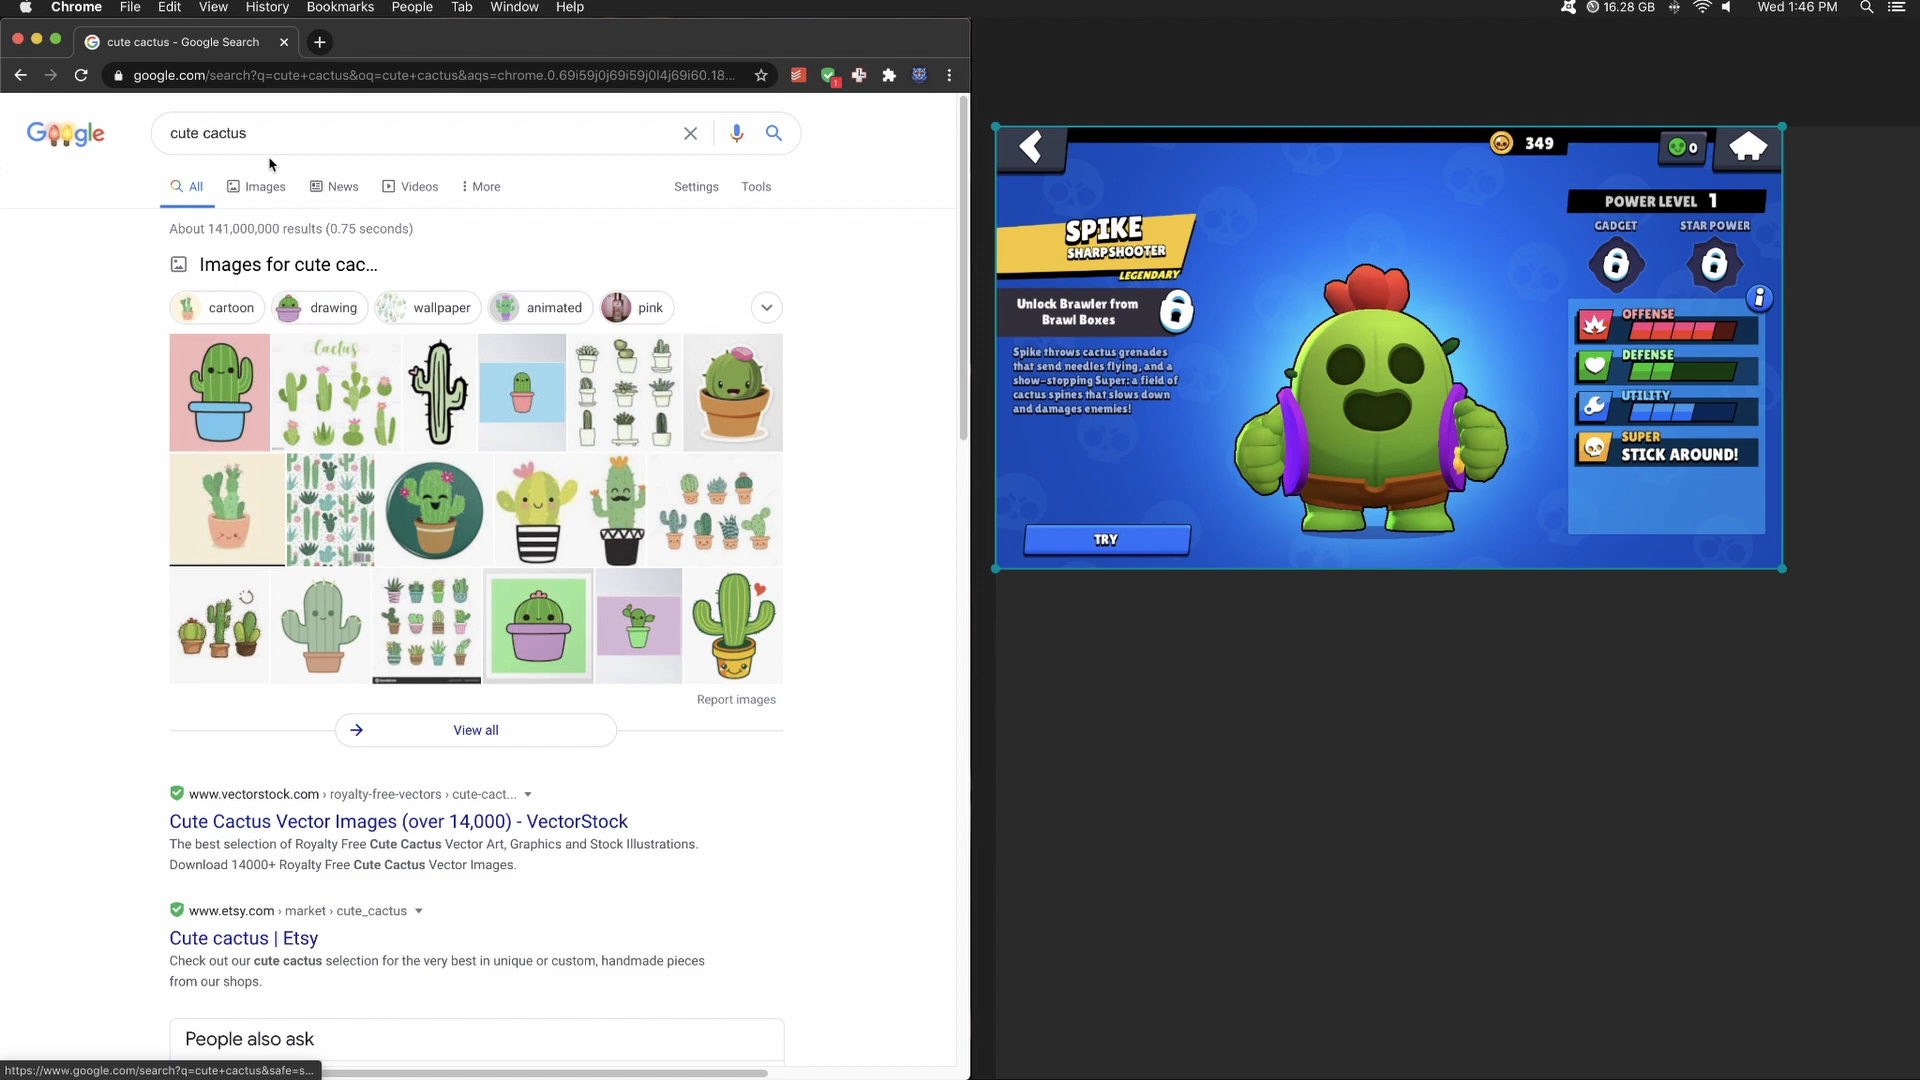 Chrome File Edit View History Bookmarks People Tab Window Help
16.28 GB Wed 1:46 PM
cute cactus - Google Search
google.com/search?q=cute+cactus&oq=cute+cactus&aqs=chrome.0.69i59j0j69i59j0l4j69i60.18...
1
Google
cute cactus
All Images News Videos More
Settings Tools
About 141,000,000 results (0.75 seconds)
Images for cute cac...
cartoon drawing wallpaper animated pink
Cactus
Report images
View all
www.vectorstock.com › royalty-free-vectors › cute-cact...
Cute Cactus Vector Images (over 14,000) - VectorStock
The best selection of Royalty Free Cute Cactus Vector Art, Graphics and Stock Illustrations.
Download 14000+ Royalty Free Cute Cactus Vector Images.
www.etsy.com › market › cute_cactus
Cute cactus | Etsy
Check out our cute cactus selection for the very best in unique or custom, handmade pieces
from our shops.
People also ask
https://www.google.com/search?q=cute+cactus&safe=s...
349
0
SPIKE
SHARPSHOOTER
LEGENDARY
Unlock Brawler from
Brawl Boxes
Spike throws cactus grenades
that send needles flying, and a
show-stopping Super: a field of
cactus spines that slows down
and damages enemies!
TRY
POWER LEVEL 1
GADGET STAR POWER
i
OFFENSE
DEFENSE
UTILITY
SUPER
STICK AROUND!